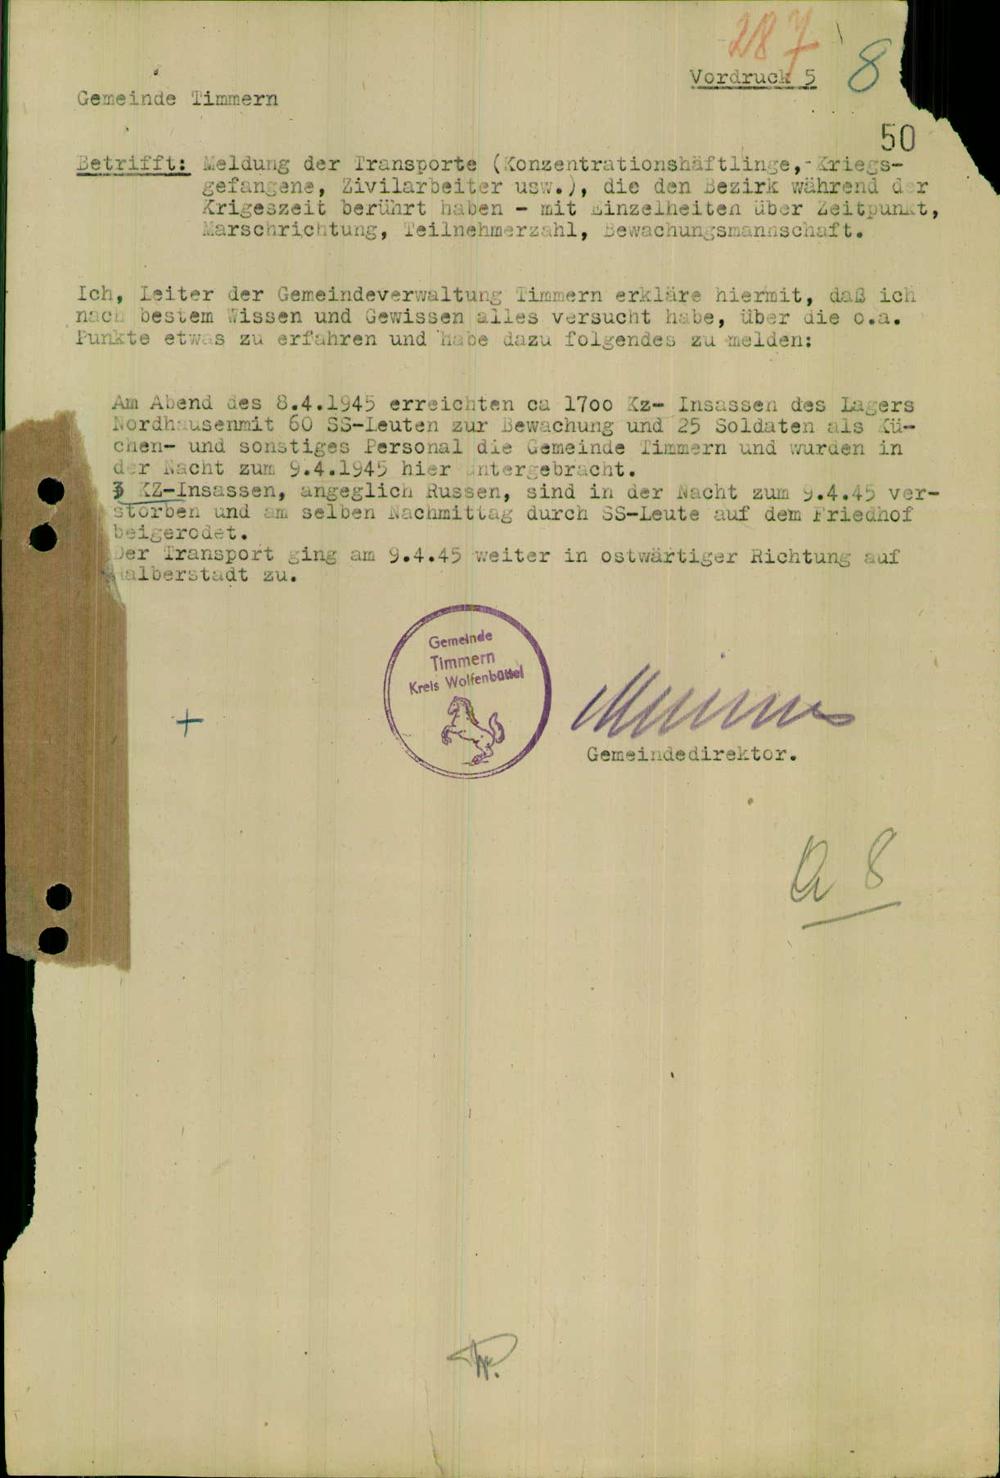 287
8
Vordruck 5
Gemeinde Timmern
50
Betrifft: Meldung der Transporte (Konzentrationshäftlinge,-Kriegs-
gefangene, Zivilarbeiter usw.), die den Bezirk während der
Krigeszeit berührt haben - mit Einzelheiten über Zeitpunkt,
Marschrichtung, Teilnehmerzahl, Bewachungsmannschaft.
Ich, Leiter der Gemeindeverwaltung Timmern erkläre hiermit, daß ich
nach bestem Wissen und Gewissen alles versucht habe, über die o.a.
Punkte etwas zu erfahren und habe dazu folgendes zu melden:
Am Abend des 8.4.1945 erreichten ca 17oo Kz- Insassen des Lagers
Nordhausenmit 60 SS-Leuten zur Bewachung und 25 Soldaten als Kü-
chen- und sonstiges Personal die Gemeinde Timmern und wurden in
der Nacht zum 9.4.1945 hier untergebracht.
3 KZ-Insassen, angeglich Russen, sind in der Nacht zum 9.4.45 ver-
storben und am selben Nachmittag durch SS-Leute auf dem Friedhof
beigerodet.
Der Transport ging am 9.4.45 weiter in ostwärtiger Richtung auf
Halberstadt zu.
Gemeinde
Timmern
Kreis Wolfenbüttel
Gemeindedirektor.
a 8